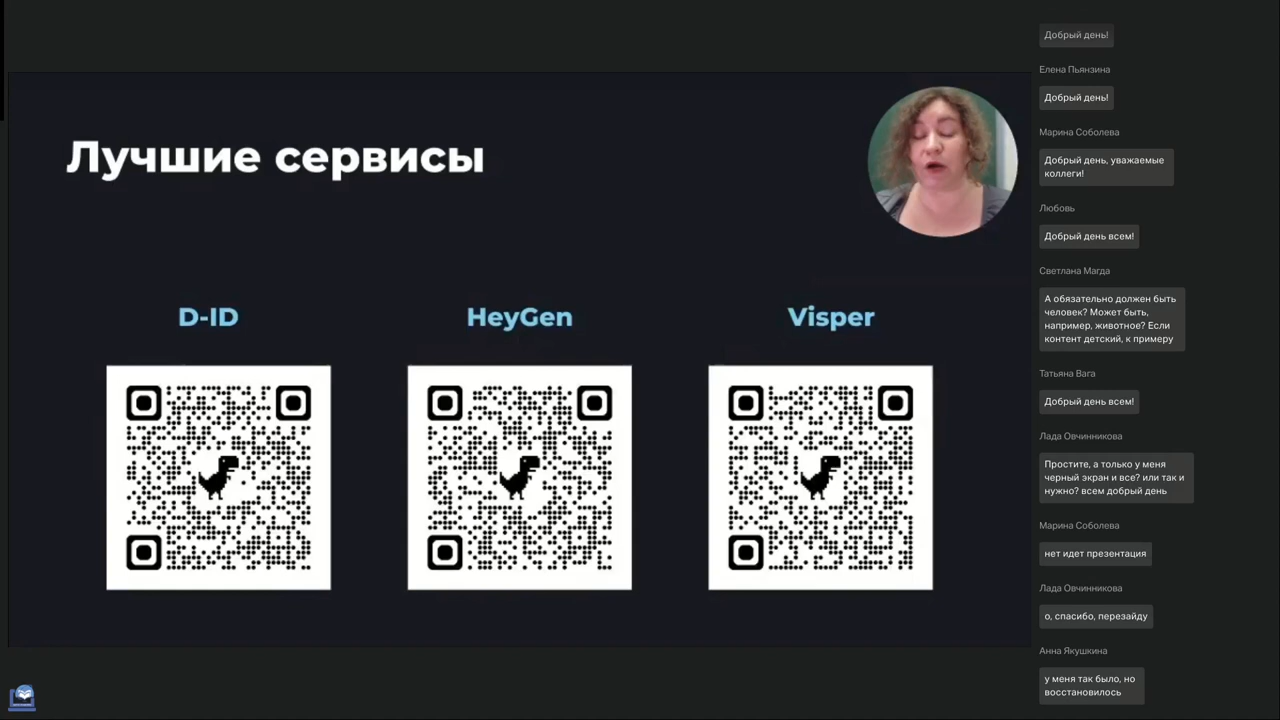 Лучшие сервисы
D-ID
HeyGen
Visper
Добрый день!
Елена Пьянзина
Добрый день!
Марина Соболева
Добрый день, уважаемые
коллеги!
Любовь
Добрый день всем!
Светлана Магда
А обязательно должен быть
человек? Может быть,
например, животное? Если
контент детский, к примеру
Татьяна Вага
Добрый день всем!
Лада Овчинникова
Простите, а только у меня
черный экран и все? или так и
нужно? всем добрый день
Марина Соболева
нет идет презентация
Лада Овчинникова
о, спасибо, перезайду
Анна Якушкина
у меня так было, но
восстановилось